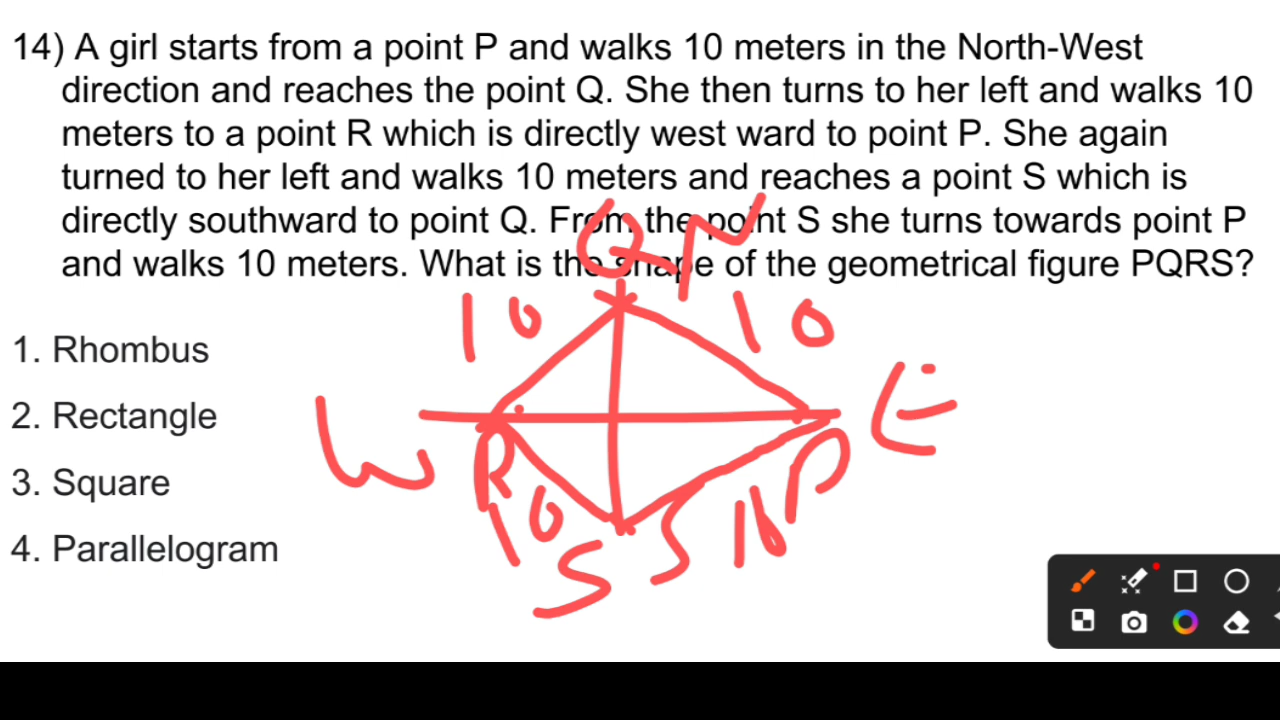 14) A girl starts from a point P and walks 10 meters in the North-West
direction and reaches the point Q. She then turns to her left and walks 10
meters to a point R which is directly west ward to point P. She again
turned to her left and walks 10 meters and reaches a point S which is
directly southward to point Q. From the point S she turns towards point P
and walks 10 meters. What is the shape of the geometrical figure PQRS?
Q N
10 10
1. Rhombus
2. Rectangle
W R P E
3. Square
10 S 10
4. Parallelogram
S